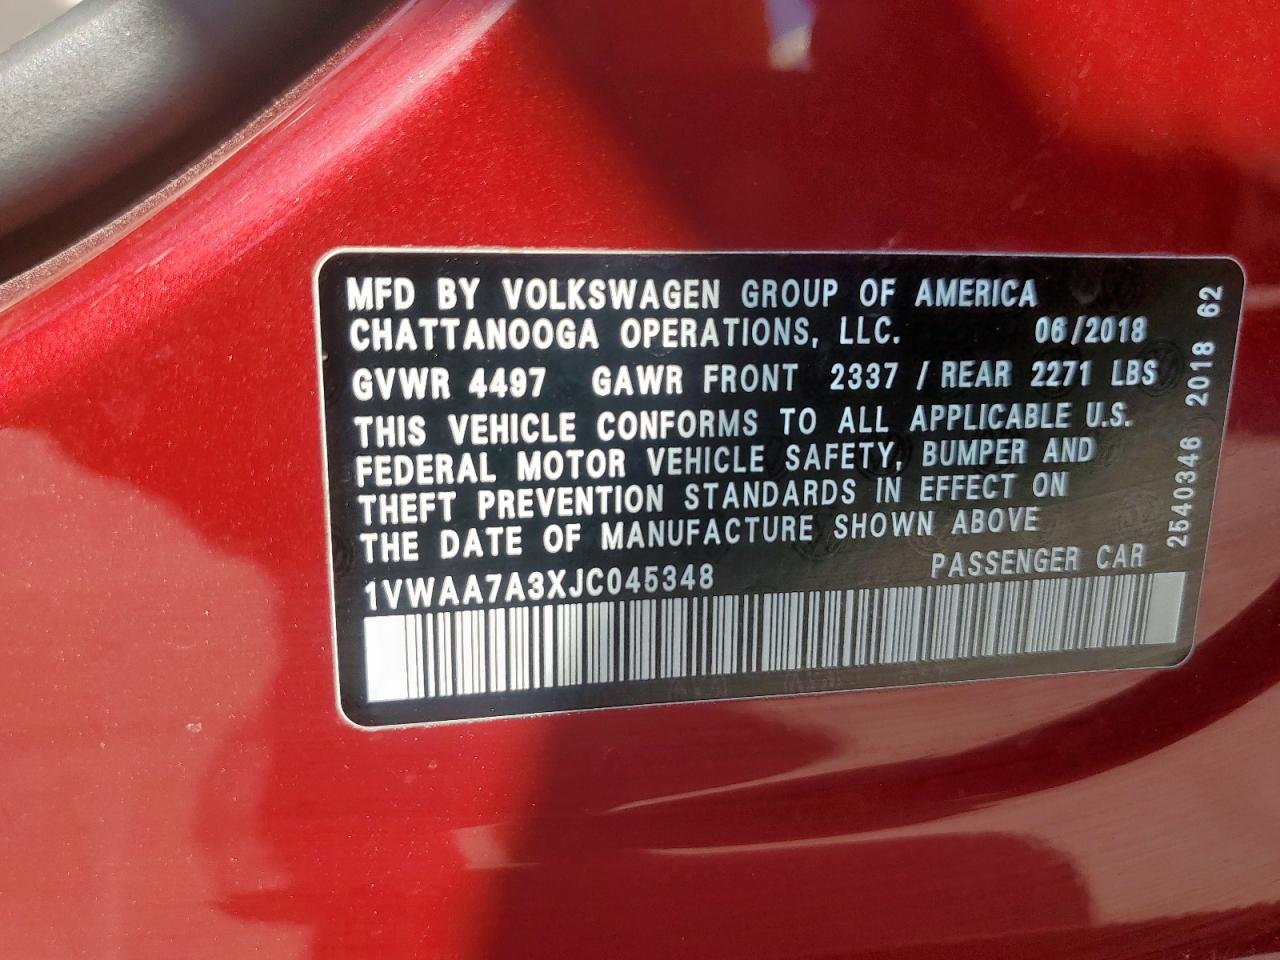 MFD BY VOLKSWAGEN GROUP OF AMERICA
CHATTANOOGA OPERATIONS, LLC. 06/2018
GVWR 4497 GAWR FRONT 2337 / REAR 2271 LBS
THIS VEHICLE CONFORMS TO ALL APPLICABLE U.S.
FEDERAL MOTOR VEHICLE SAFETY, BUMPER AND
THEFT PREVENTION STANDARDS IN EFFECT ON
THE DATE OF MANUFACTURE SHOWN ABOVE
1VWAA7A3XJC045348 PASSENGER CAR
2540346 2018 62